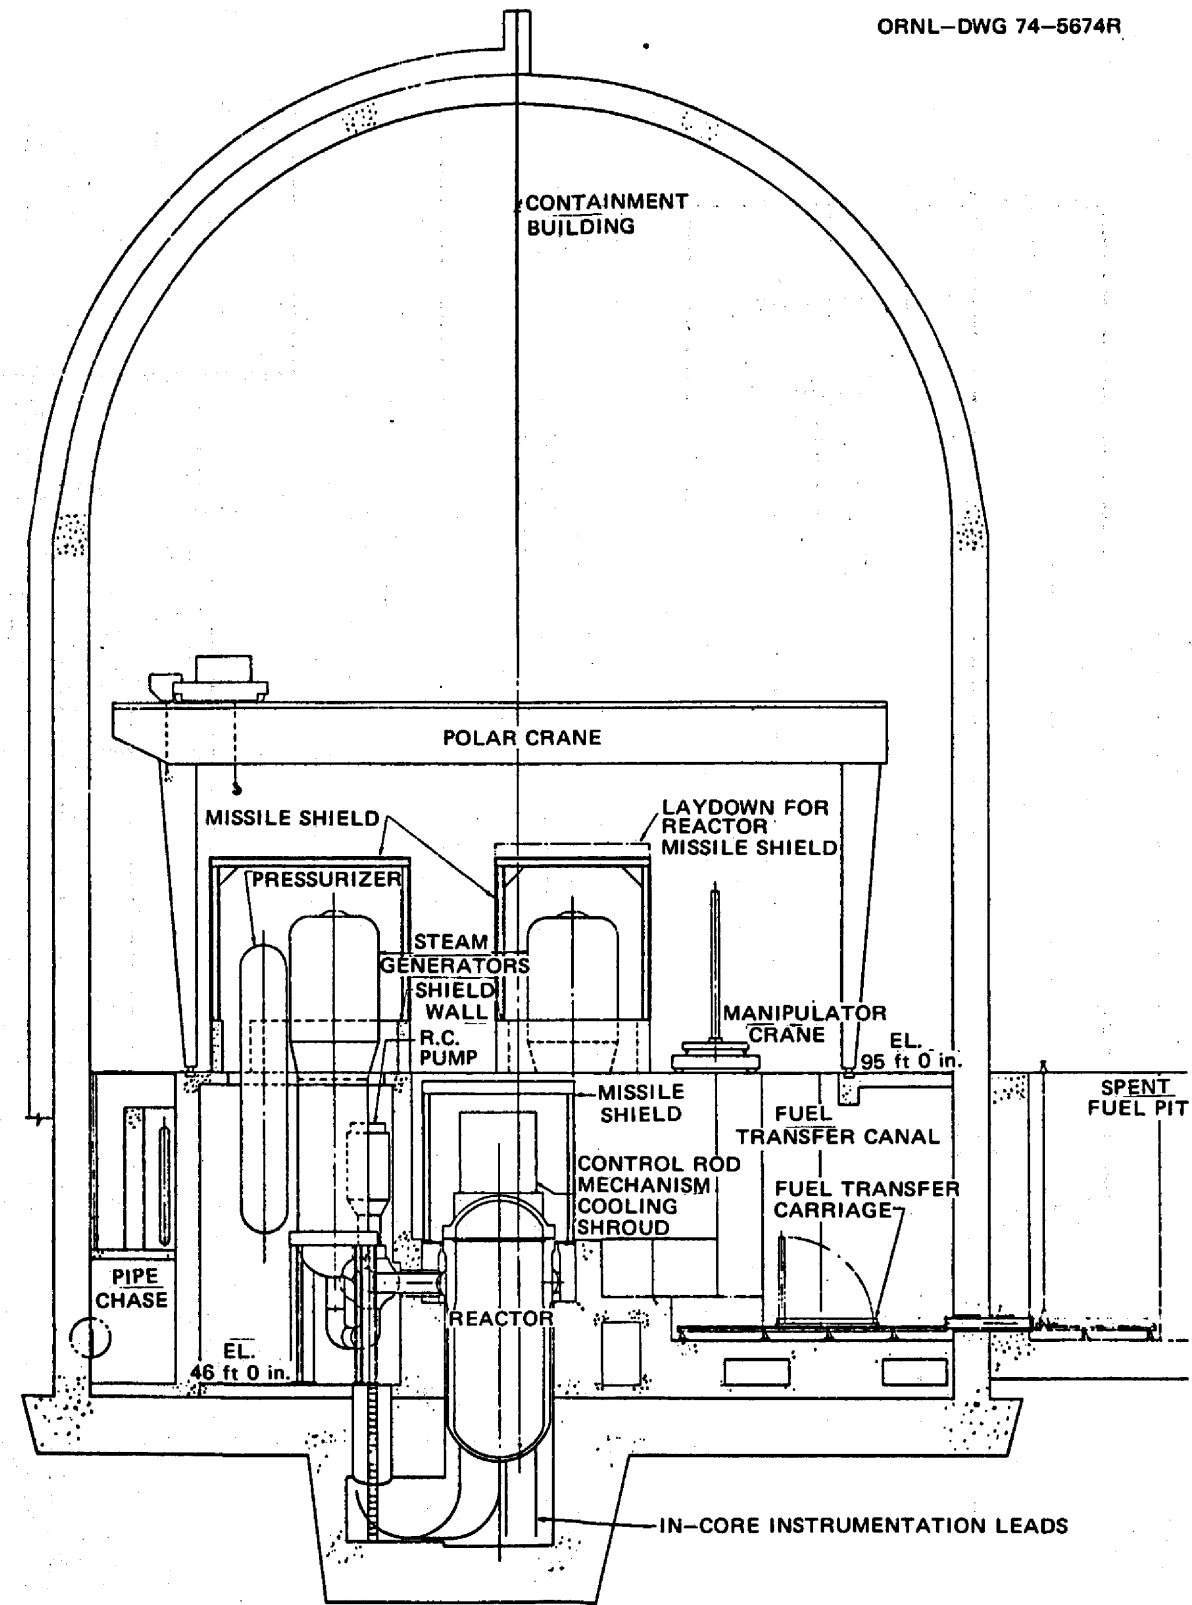 ORNL–DWG 74–5674R
CONTAINMENT
BUILDING
POLAR CRANE
MISSILE SHIELD
LAYDOWN FOR
REACTOR
MISSILE SHIELD
PRESSURIZER
STEAM
GENERATORS
SHIELD
WALL
R.C.
PUMP
MANIPULATOR
CRANE
EL.
95 ft 0 in.
MISSILE
SHIELD
FUEL
TRANSFER CANAL
SPENT
FUEL PIT
CONTROL ROD
MECHANISM
COOLING
SHROUD
FUEL TRANSFER
CARRIAGE
PIPE
CHASE
REACTOR
EL.
46 ft 0 in.
IN–CORE INSTRUMENTATION LEADS